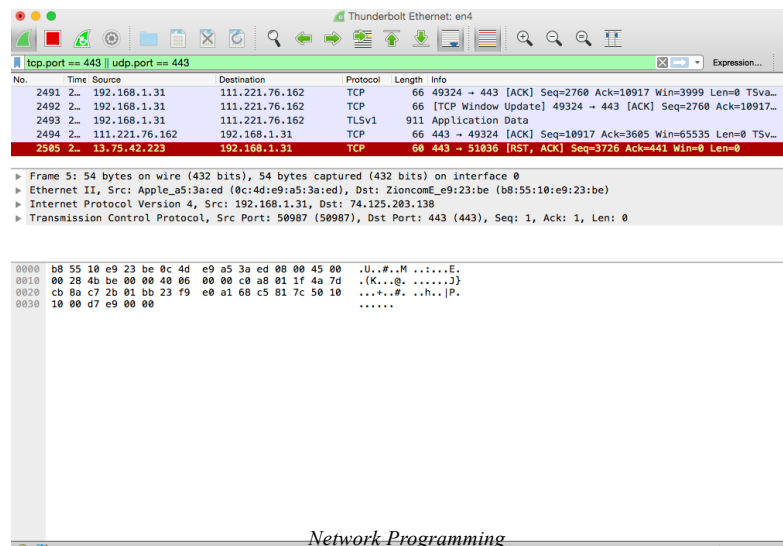 Thunderbolt Ethernet: en4
tcp.port == 443 || udp.port == 443 Expression...
No. Time Source Destination Protocol Length Info
2491 2... 192.168.1.31 111.221.76.162 TCP 66 49324 → 443 [ACK] Seq=2760 Ack=10917 Win=3999 Len=0 TSva...
2492 2... 192.168.1.31 111.221.76.162 TCP 66 [TCP Window Update] 49324 → 443 [ACK] Seq=2760 Ack=10917...
2493 2... 192.168.1.31 111.221.76.162 TLSv1 911 Application Data
2494 2... 111.221.76.162 192.168.1.31 TCP 66 443 → 49324 [ACK] Seq=10917 Ack=3605 Win=65535 Len=0 TSv...
2505 2... 13.75.42.223 192.168.1.31 TCP 60 443 → 51036 [RST, ACK] Seq=3726 Ack=441 Win=0 Len=0
Frame 5: 54 bytes on wire (432 bits), 54 bytes captured (432 bits) on interface 0
Ethernet II, Src: Apple_a5:3a:ed (0c:4d:e9:a5:3a:ed), Dst: ZioncomE_e9:23:be (b8:55:10:e9:23:be)
Internet Protocol Version 4, Src: 192.168.1.31, Dst: 74.125.203.138
Transmission Control Protocol, Src Port: 50987 (50987), Dst Port: 443 (443), Seq: 1, Ack: 1, Len: 0
0000 b8 55 10 e9 23 be 0c 4d e9 a5 3a ed 08 00 45 00 .U..#..M ..:...E.
0010 00 28 4b be 00 00 40 06 00 00 c0 a8 01 1f 4a 7d .(K...@. ......J}
0020 cb 8a c7 2b 01 bb 23 f9 e0 a1 68 c5 81 7c 50 10 ...+..#. ..h..|P.
0030 10 00 d7 e9 00 00 ......
Network Programming